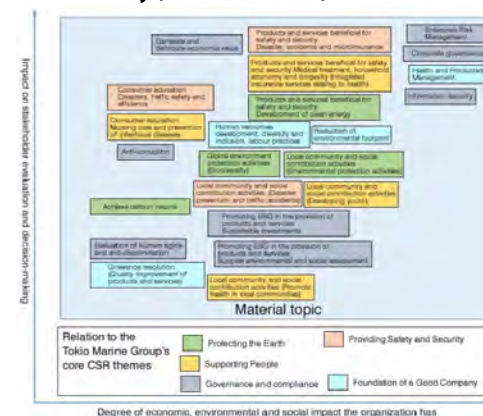 Impact on stakeholder evaluation and decision-making
Generate and
distribute economic value
Products and services beneficial for
safety and security
Disaster, accidents and microinsurance
Enterprise Risk
Management
Corporate governance
Products and services beneficial for
safety and security Medical treatment, household
economy and longevity (integrated
insurance services relating to health)
Health and Productivity
Management
Information security
Consumer education
Disasters, traffic safety and
efficiency
Products and services beneficial for
safety and security
Development of clean energy
Consumer education
Nursing care and prevention
of infectious diseases
Human resources
development, diversity and
inclusion, labour practices
Reduction of
environmental footprint
Anti-corruption
Global environment
protection activities
(Biodiversity)
Local community and social
contribution activities
(Environmental protection activities)
Local community and social
contribution activities (Disaster
prevention and traffic accidents)
Local community and social
contribution activities
(Developing youth)
Achieve carbon neutral
Promoting ESG in the provision of
products and services
Sustainable investments
Evaluation of human rights
and anti-discrimination
Promoting ESG in the provision of
products and services
Supplier environmental and social assessment
Grievance resolution
(Quality improvement of
products and services)
Local community and social
contribution activities (Promote
health in local communities)
Material topic
Relation to the
Tokio Marine Group's
core CSR themes
Protecting the Earth
Providing Safety and Security
Supporting People
Governance and compliance
Foundation of a Good Company
Degree of economic, environmental and social impact the organization has